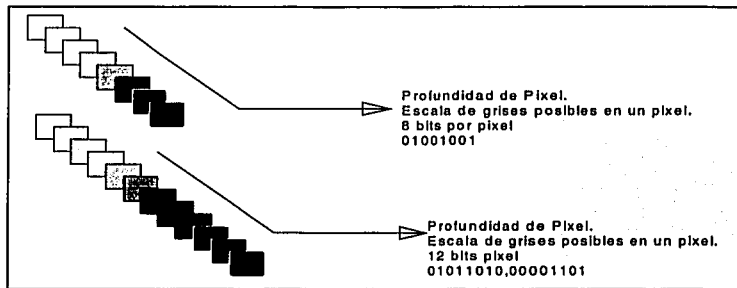 Profundidad de Pixel.
Escala de grises posibles en un pixel.
8 bits por pixel
01001001
Profundidad de Pixel.
Escala de grises posibles en un pixel.
12 bits pixel
01011010,00001101